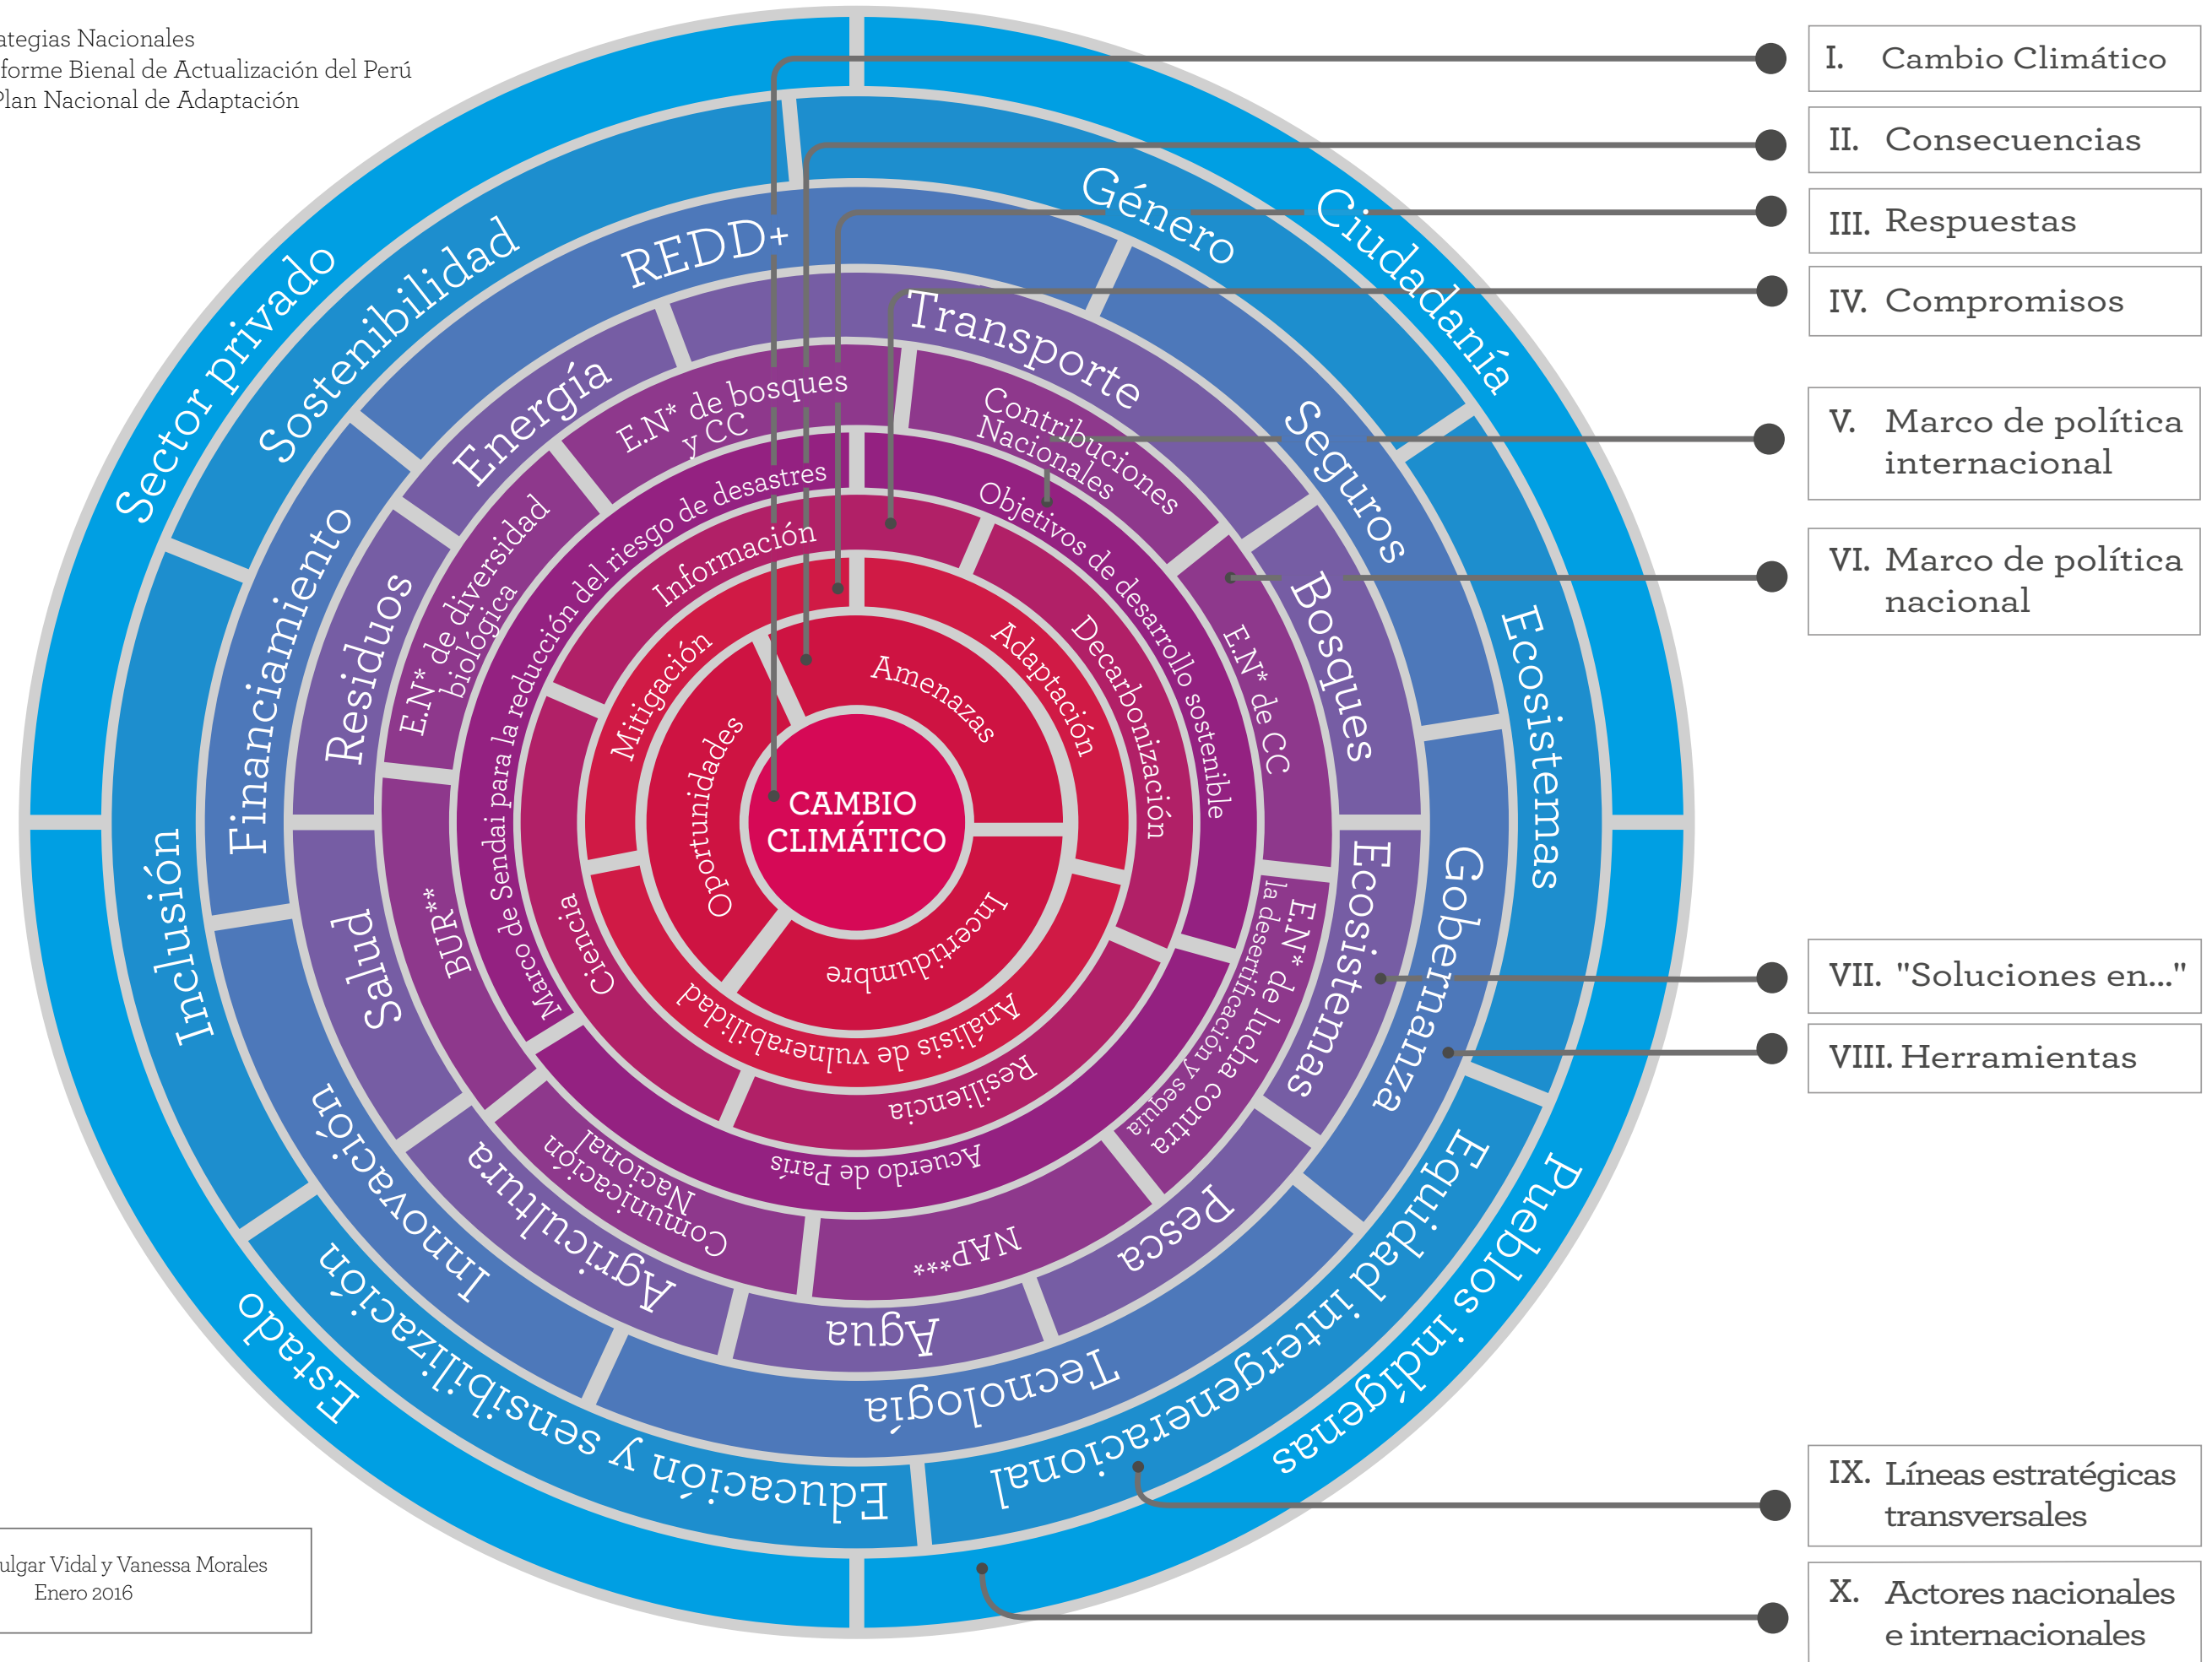 ategias Nacionales
forme Bienal de Actualización del Perú
Plan Nacional de Adaptación
I. Cambio Climático
II. Consecuencias
III. Respuestas
IV. Compromisos
V. Marco de política
internacional
VI. Marco de política
nacional
VII. "Soluciones en..."
VIII. Herramientas
IX. Líneas estratégicas
transversales
X. Actores nacionales
e internacionales
CAMBIO
CLIMÁTICO
Amenazas
Incertidumbre
Oportunidades
Mitigación
Adaptación
Análisis de vulnerabilidad
Información
Decarbonización
Resiliencia
Ciencia
Marco de Sendai para la reducción del riesgo de desastres
Objetivos de desarrollo sostenible
Acuerdo de París
E.N* de bosques
y CC
Contribuciones
Nacionales
E.N* de CC
E.N* de lucha contra
la desertificación y sequía
NAP***
Comunicación
Nacional
BUR**
E.N* de diversidad
biológica
Energía
Transporte
Bosques
Ecosistemas
Pesca
Agua
Agricultura
Salud
Residuos
REDD+
Seguros
Gobernanza
Tecnología
Innovación
Financiamiento
Sostenibilidad
Género
Ecosistemas
Equidad intergeneracional
Educación y sensibilización
Inclusión
Sector privado
Ciudadaníá
Pueblos indígenas
Estado
ulgar Vidal y Vanessa Morales
Enero 2016